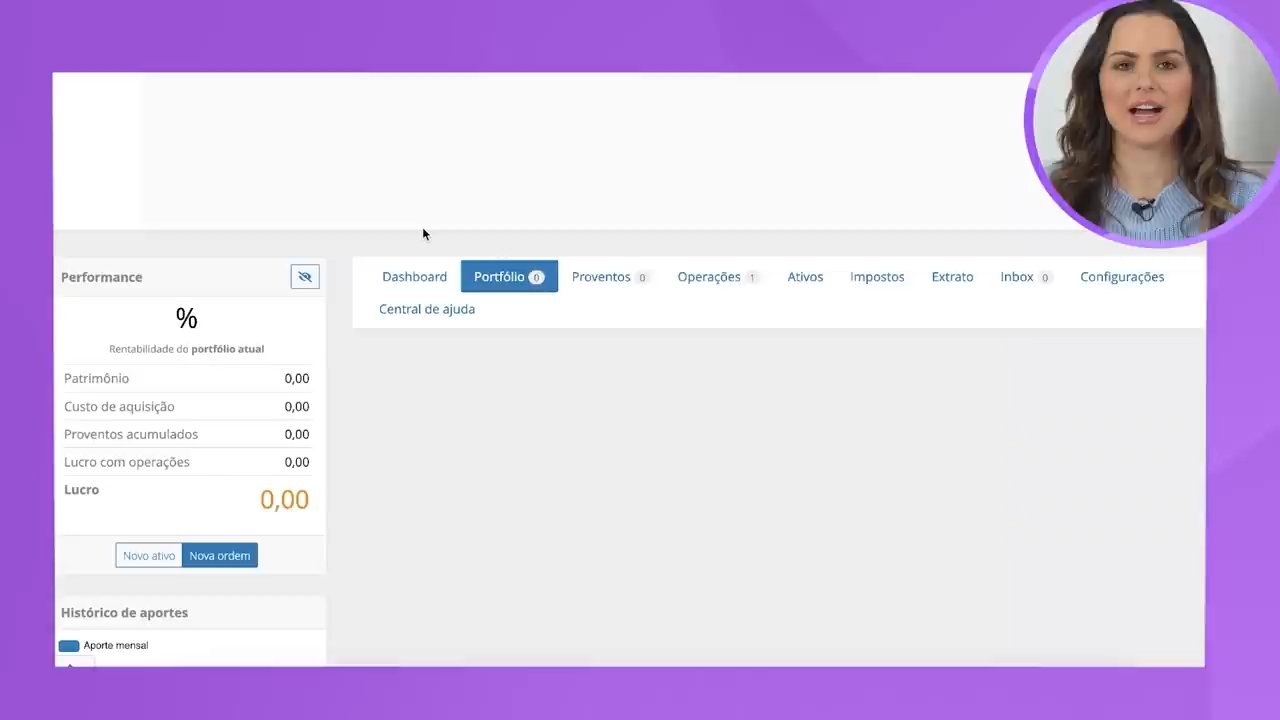 Performance
%
Rentabilidade do portfólio atual
Patrimônio 0,00
Custo de aquisição 0,00
Proventos acumulados 0,00
Lucro com operações 0,00
Lucro 0,00
Novo ativo Nova ordem
Histórico de aportes
Aporte mensal
Dashboard Portfólio 0 Proventos 0 Operações 1 Ativos Impostos Extrato Inbox 0 Configurações
Central de ajuda